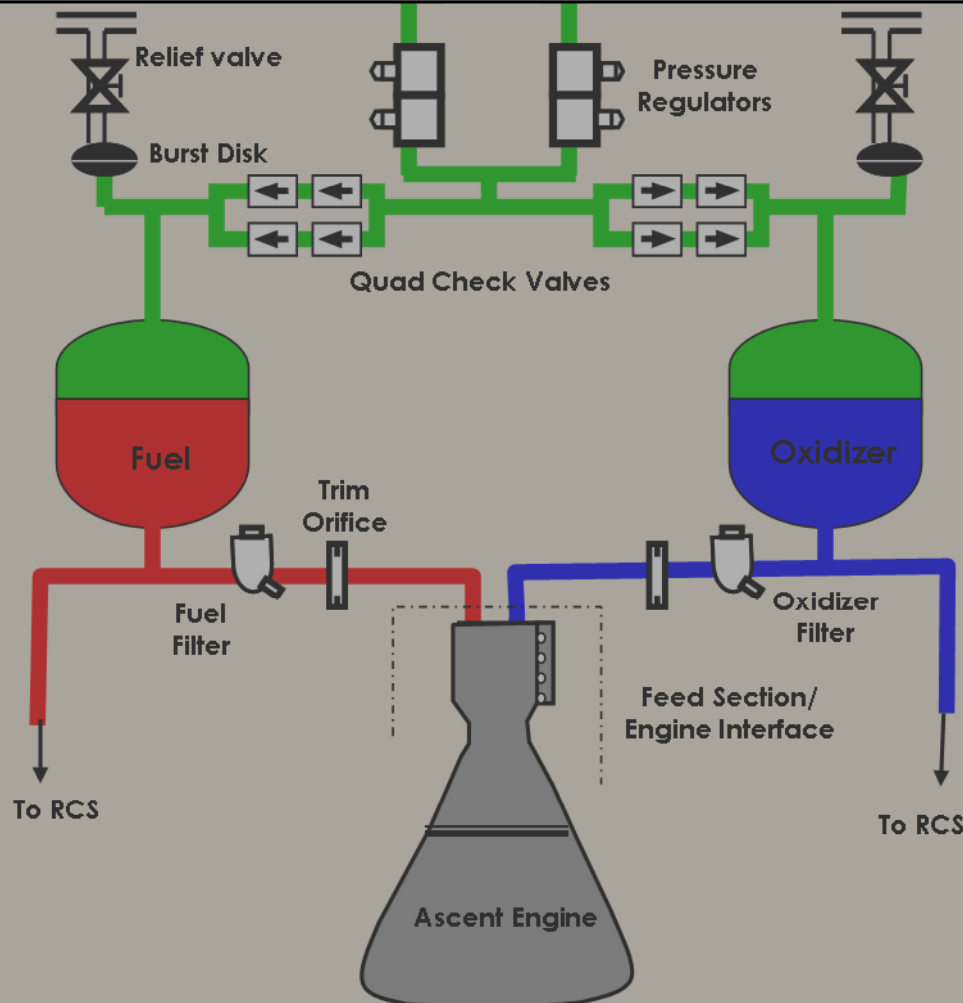 Relief valve
Pressure
Regulators
Burst Disk
Quad Check Valves
Fuel
Oxidizer
Trim
Orifice
Fuel
Filter
Oxidizer
Filter
Feed Section/
Engine Interface
To RCS
To RCS
Ascent Engine